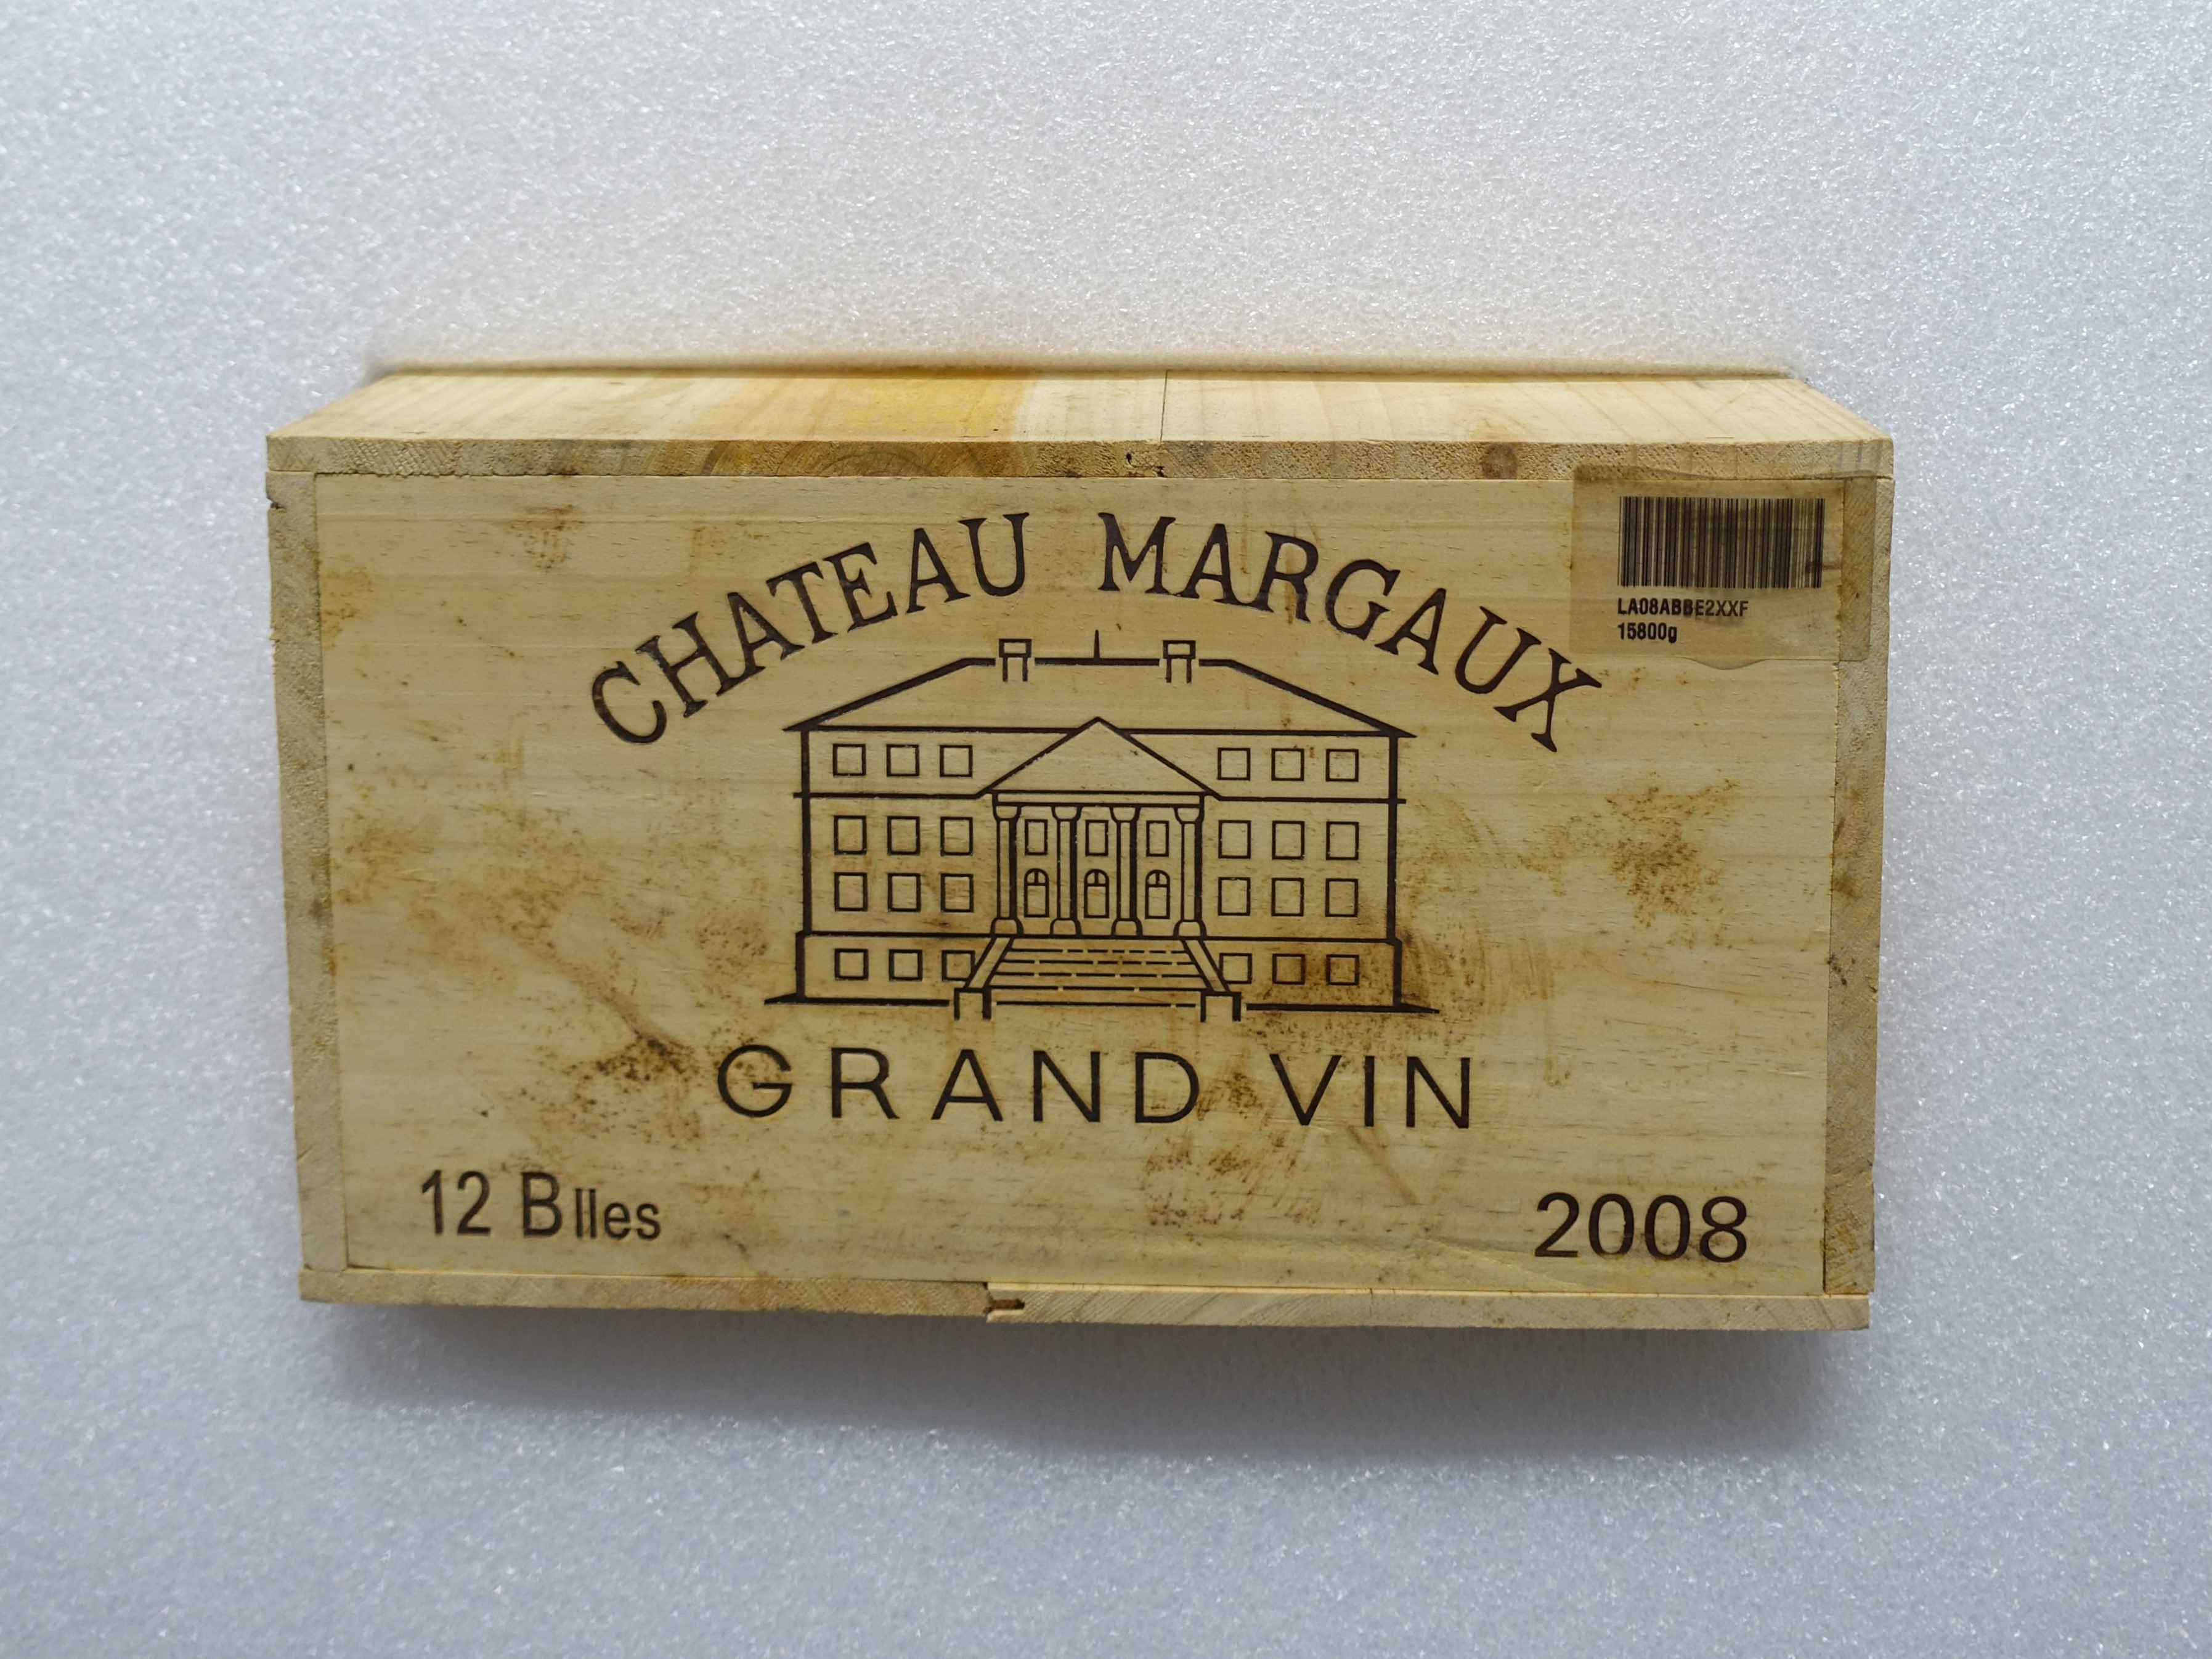 CHATEAU MARGAUX
LA08ABBE2XXF
15800g
GRAND VIN
12 Blles
2008